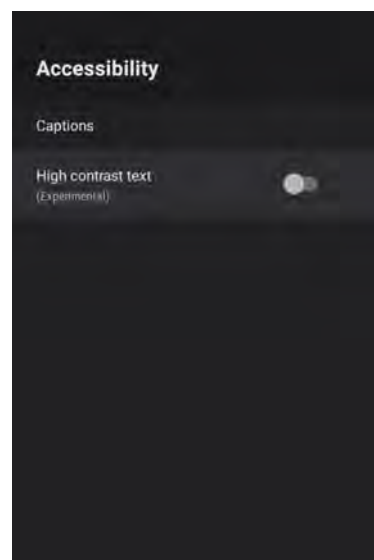 Accessibility
Captions
High contrast text
(Experimental)